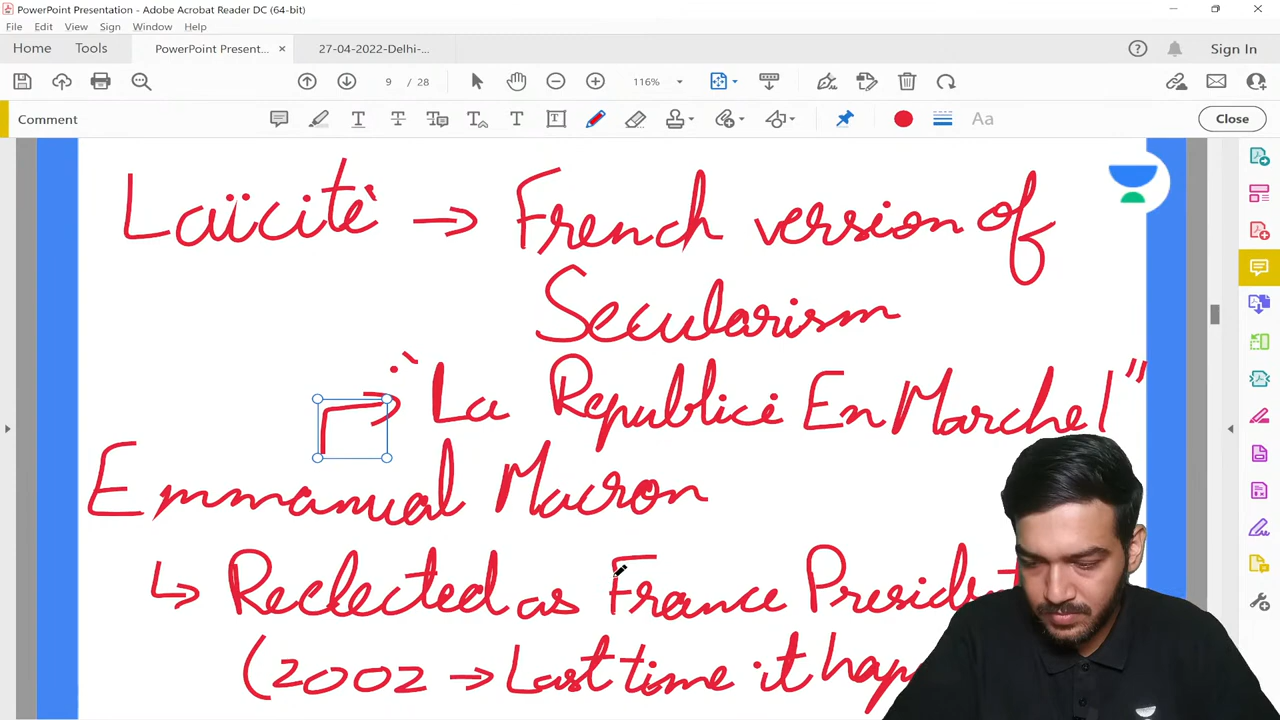 PowerPoint Presentation - Adobe Acrobat Reader DC (64-bit)
File Edit View Sign Window Help
Home Tools PowerPoint Present... × 27-04-2022-Delhi-... Sign In
9 / 28 116%
Comment Close
Laïcité → French version of
Secularism
"La Republicé En Marche!"
Emmanual Macron
↳ Reelected as France President
(2002 → Last time it hap